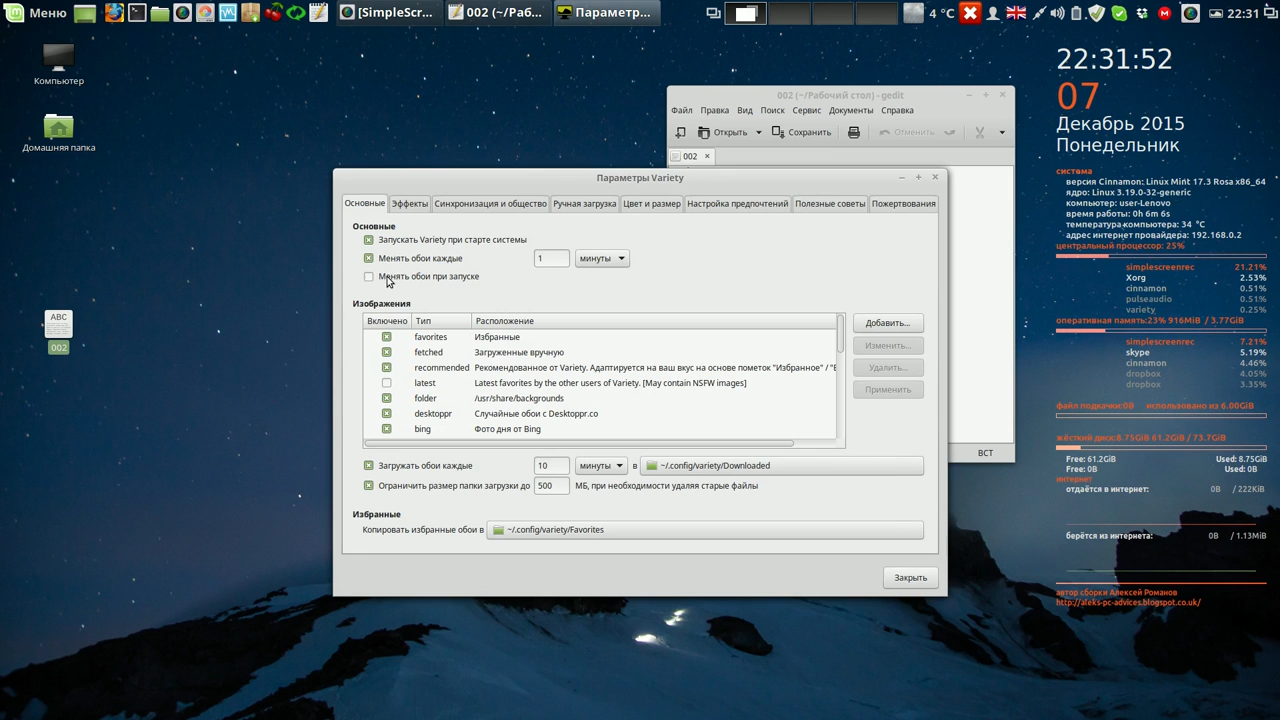 Меню
[SimpleScr...
002 (~/Раб...
Параметр...
4 °C
22:31
Компьютер
Домашняя папка
ABC
002
22:31:52
07
Декабрь 2015
Понедельник
система
версия Cinnamon: Linux Mint 17.3 Rosa x86_64
ядро: Linux 3.19.0-32-generic
компьютер: user-Lenovo
время работы: 0h 6m 6s
температура компьютера: 34 °C
адрес интернет провайдера: 192.168.0.2
центральный процессор: 25%
simplescreenrec 21.21%
Xorg 2.53%
cinnamon 0.51%
pulseaudio 0.51%
variety 0.25%
оперативная память:23% 916MiB / 3.77GiB
simplescreenrec 7.21%
skype 5.19%
cinnamon 4.46%
dropbox 4.05%
dropbox 3.35%
файл подкачки:0B использовано из 6.00GiB
жёсткий диск:8.75GiB 61.2GiB / 73.7GiB
Free: 61.2GiB Used: 8.75GiB
Free: 0B Used: 0B
интернет
отдаётся в интернет: 0B / 222KiB
берётся из интернета: 0B / 1.13MiB
автор сборки Алексей Романов
http://aleks-pc-advices.blogspot.co.uk/
002 (~/Рабочий стол) - gedit
Файл Правка Вид Поиск Сервис Документы Справка
Открыть Сохранить Отменить
002
ВСТ
Параметры Variety
Основные Эффекты Синхронизация и общество Ручная загрузка Цвет и размер Настройка предпочтений Полезные советы Пожертвования
Основные
Запускать Variety при старте системы
Менять обои каждые 1 минуты
Менять обои при запуске
Изображения
Включено Тип Расположение
favorites Избранные
fetched Загруженные вручную
recommended Рекомендованное от Variety. Адаптируется на ваш вкус на основе пометок "Избранное" / "В
latest Latest favorites by the other users of Variety. [May contain NSFW images]
folder /usr/share/backgrounds
desktoppr Случайные обои с Desktoppr.co
bing Фото дня от Bing
Добавить...
Изменить...
Удалить...
Применить
Загружать обои каждые 10 минуты в ~/.config/variety/Downloaded
Ограничить размер папки загрузки до 500 МБ, при необходимости удаляя старые файлы
Избранные
Копировать избранные обои в ~/.config/variety/Favorites
Закрыть